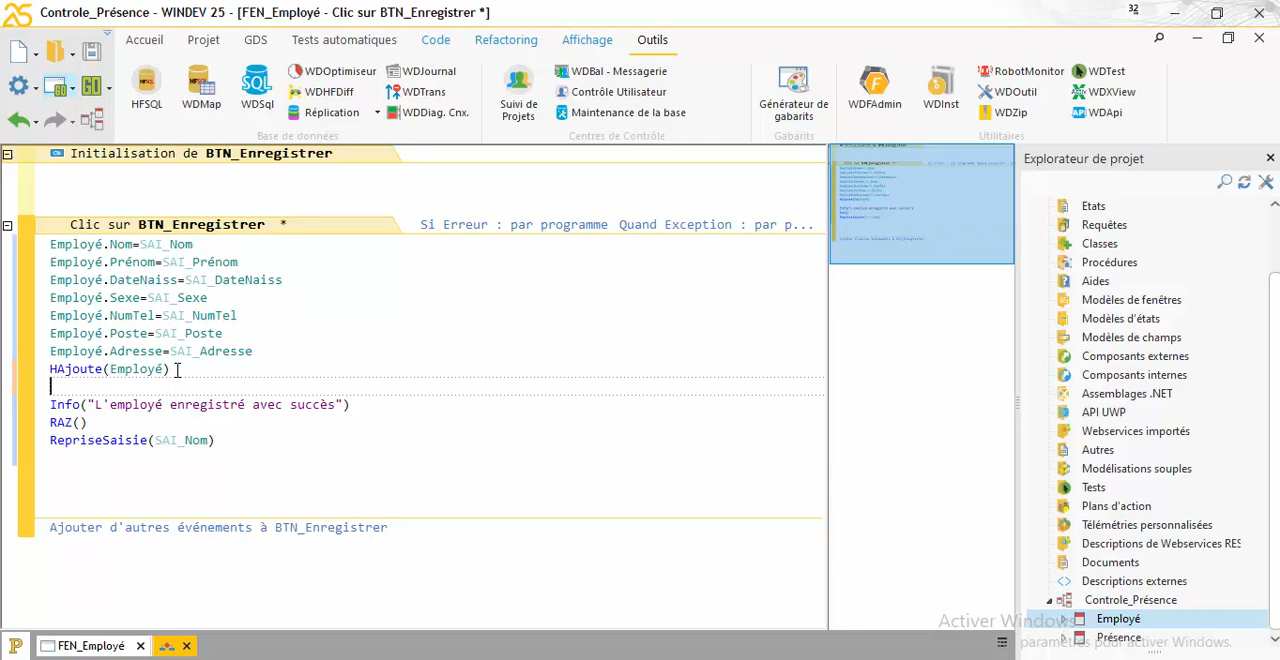 Controle_Présence - WINDEV 25 - [FEN_Employé - Clic sur BTN_Enregistrer *]
32
Accueil Projet GDS Tests automatiques Code Refactoring Affichage Outils
HFSQL
WDMap
WDSql
WDOptimiseur
WDHFDiff
Réplication
WDJournal
WDTrans
WDDiag. Cnx.
Base de données
Suivi de
Projets
WDBal - Messagerie
Contrôle Utilisateur
Maintenance de la base
Centres de Contrôle
Générateur de
gabarits
Gabarits
WDFAdmin
WDInst
RobotMonitor
WDOutil
WDZip
WDTest
WDXView
WDApi
Utilitaires
Initialisation de BTN_Enregistrer
Clic sur BTN_Enregistrer * Si Erreur : par programme Quand Exception : par p...
Employé.Nom=SAI_Nom
Employé.Prénom=SAI_Prénom
Employé.DateNaiss=SAI_DateNaiss
Employé.Sexe=SAI_Sexe
Employé.NumTel=SAI_NumTel
Employé.Poste=SAI_Poste
Employé.Adresse=SAI_Adresse
HAjoute(Employé)
Info("L'employé enregistré avec succès")
RAZ()
RepriseSaisie(SAI_Nom)
Ajouter d'autres événements à BTN_Enregistrer
Explorateur de projet
Etats
Requêtes
Classes
Procédures
Aides
Modèles de fenêtres
Modèles d'états
Modèles de champs
Composants externes
Composants internes
Assemblages .NET
API UWP
Webservices importés
Autres
Modélisations souples
Tests
Plans d'action
Télémétries personnalisées
Descriptions de Webservices RES
Documents
Descriptions externes
Controle_Présence
Employé
Présence
Activer Windows
paramètres pour activer Windows.
FEN_Employé